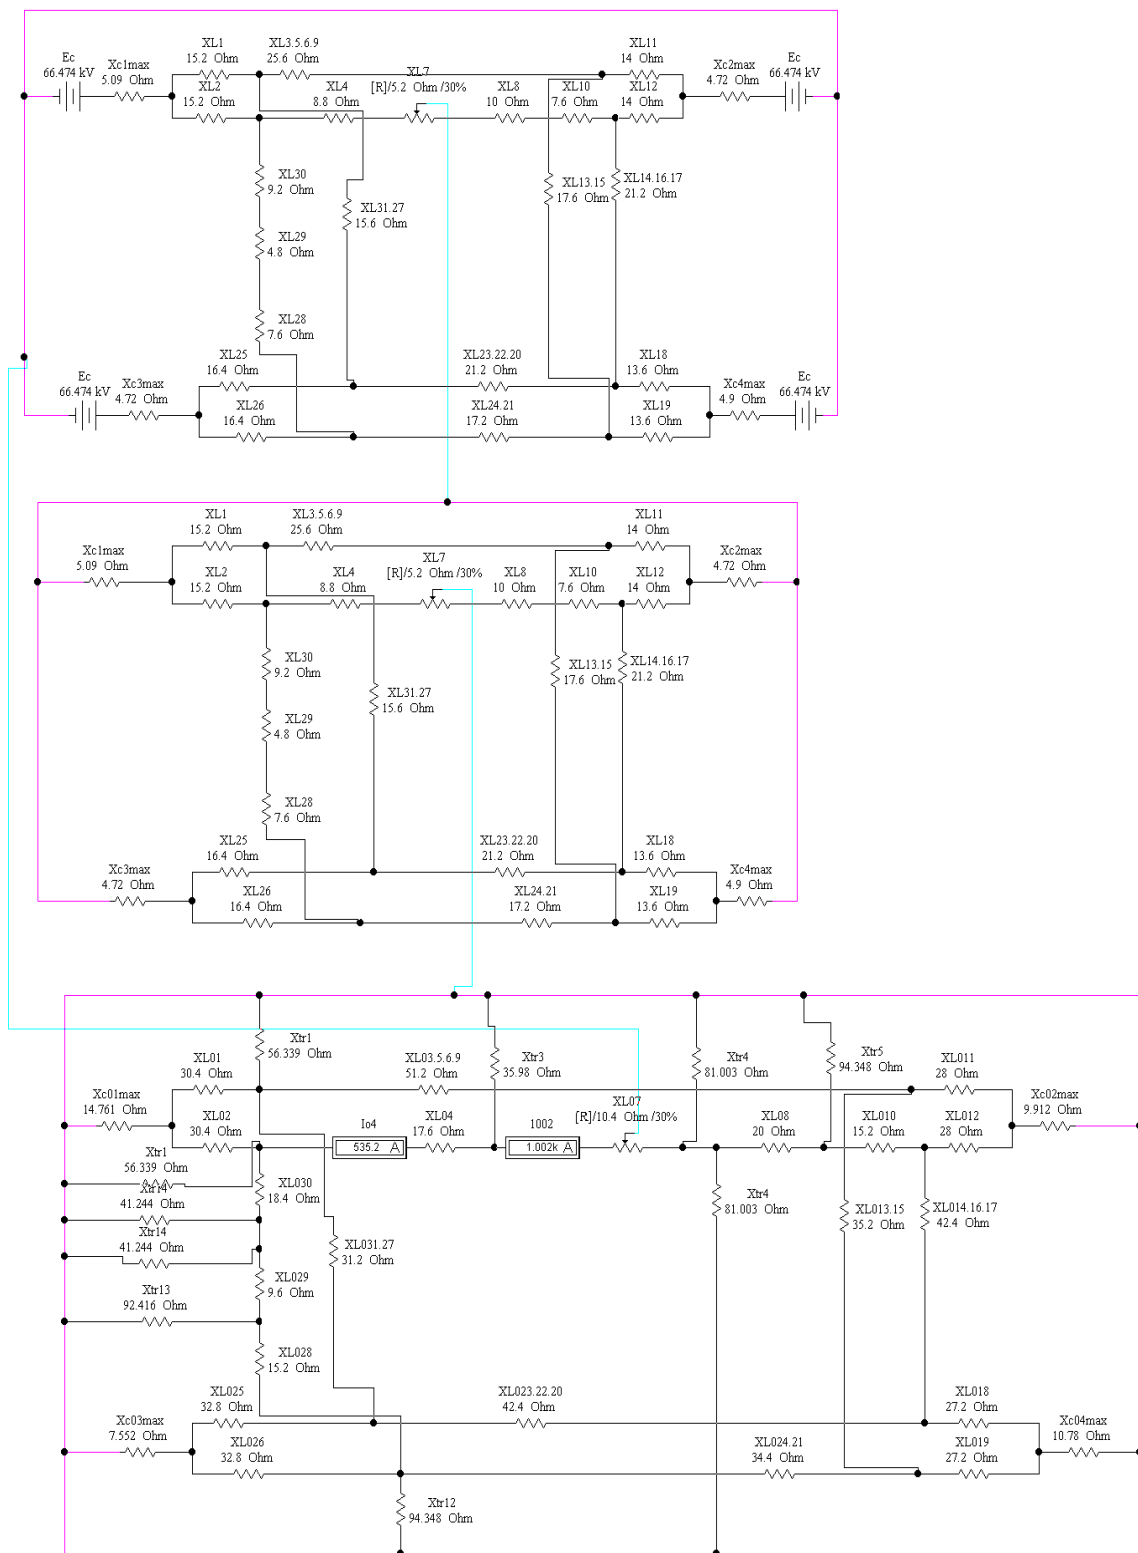 XL1
15.2 Ohm
XL3.5.6.9
25.6 Ohm
XL11
14 Ohm
Ec
66.474 kV
Xc1max
5.09 Ohm
XL2
15.2 Ohm
XL4
8.8 Ohm
XL7
[R]/5.2 Ohm /30%
XL8
10 Ohm
XL10
7.6 Ohm
XL12
14 Ohm
Xc2max
4.72 Ohm
Ec
66.474 kV
XL30
9.2 Ohm
XL31.27
15.6 Ohm
XL13.15
17.6 Ohm
XL14.16.17
21.2 Ohm
XL29
4.8 Ohm
XL28
7.6 Ohm
XL25
16.4 Ohm
XL23.22.20
21.2 Ohm
XL18
13.6 Ohm
Ec
66.474 kV
Xc3max
4.72 Ohm
XL26
16.4 Ohm
XL24.21
17.2 Ohm
XL19
13.6 Ohm
Xc4max
4.9 Ohm
Ec
66.474 kV
XL1
15.2 Ohm
XL3.5.6.9
25.6 Ohm
XL11
14 Ohm
Xc1max
5.09 Ohm
XL2
15.2 Ohm
XL4
8.8 Ohm
XL7
[R]/5.2 Ohm /30%
XL8
10 Ohm
XL10
7.6 Ohm
XL12
14 Ohm
Xc2max
4.72 Ohm
XL30
9.2 Ohm
XL31.27
15.6 Ohm
XL13.15
17.6 Ohm
XL14.16.17
21.2 Ohm
XL29
4.8 Ohm
XL28
7.6 Ohm
XL25
16.4 Ohm
XL23.22.20
21.2 Ohm
XL18
13.6 Ohm
Xc3max
4.72 Ohm
XL26
16.4 Ohm
XL24.21
17.2 Ohm
XL19
13.6 Ohm
Xc4max
4.9 Ohm
Xtr1
56.339 Ohm
Xtr3
35.98 Ohm
Xtr4
81.003 Ohm
Xtr5
94.348 Ohm
XL01
30.4 Ohm
XL03.5.6.9
51.2 Ohm
XL011
28 Ohm
Xc01max
14.761 Ohm
XL02
30.4 Ohm
Io4
535.2 A
XL04
17.6 Ohm
1002
1.002k A
XL07
[R]/10.4 Ohm /30%
XL08
20 Ohm
XL010
15.2 Ohm
XL012
28 Ohm
Xc02max
9.912 Ohm
Xtr1
56.339 Ohm
XL030
18.4 Ohm
Xtr4
81.003 Ohm
XL013.15
35.2 Ohm
XL014.16.17
42.4 Ohm
Xtr14
41.244 Ohm
Xtr14
41.244 Ohm
XL031.27
31.2 Ohm
XL029
9.6 Ohm
Xtr13
92.416 Ohm
XL028
15.2 Ohm
XL025
32.8 Ohm
XL023.22.20
42.4 Ohm
XL018
27.2 Ohm
Xc03max
7.552 Ohm
XL026
32.8 Ohm
XL024.21
34.4 Ohm
XL019
27.2 Ohm
Xc04max
10.78 Ohm
Xtr12
94.348 Ohm